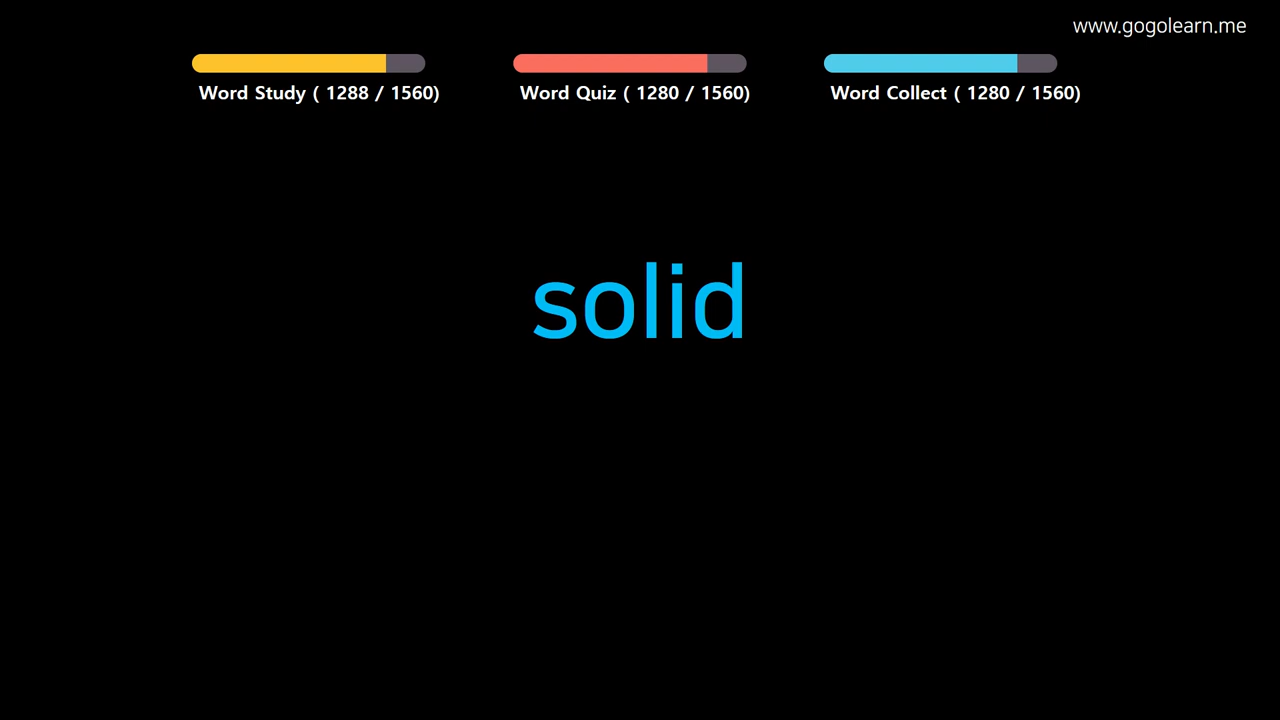 www.gogolearn.me
Word Study ( 1288 / 1560)
Word Quiz ( 1280 / 1560)
Word Collect ( 1280 / 1560)
solid